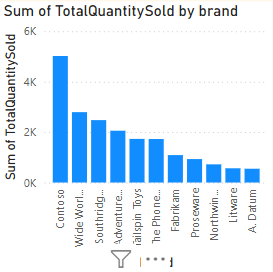 Sum of TotalQuantitySold by brand
Sum of TotalQuantitySold
6K
4K
2K
0K
Contoso
Wide Worl...
Southridg...
Adventure...
Tailspin Toys
The Phone...
Fabrikam
Proseware
Northwin...
Litware
A. Datum